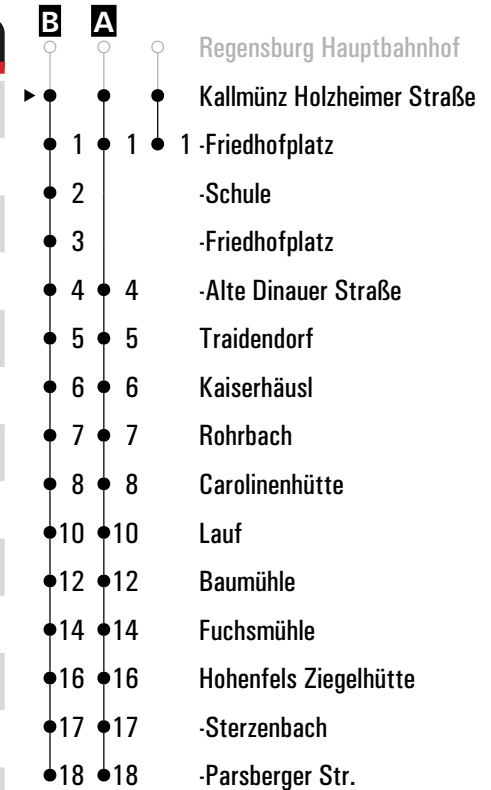 B A
Regensburg Hauptbahnhof
Kallmünz Holzheimer Straße
1 1 1 -Friedhofplatz
2 -Schule
3 -Friedhofplatz
4 4 -Alte Dinauer Straße
5 5 Traidendorf
6 6 Kaiserhäusl
7 7 Rohrbach
8 8 Carolinenhütte
10 10 Lauf
12 12 Baumühle
14 14 Fuchsmühle
16 16 Hohenfels Ziegelhütte
17 17 -Sterzenbach
18 18 -Parsberger Str.